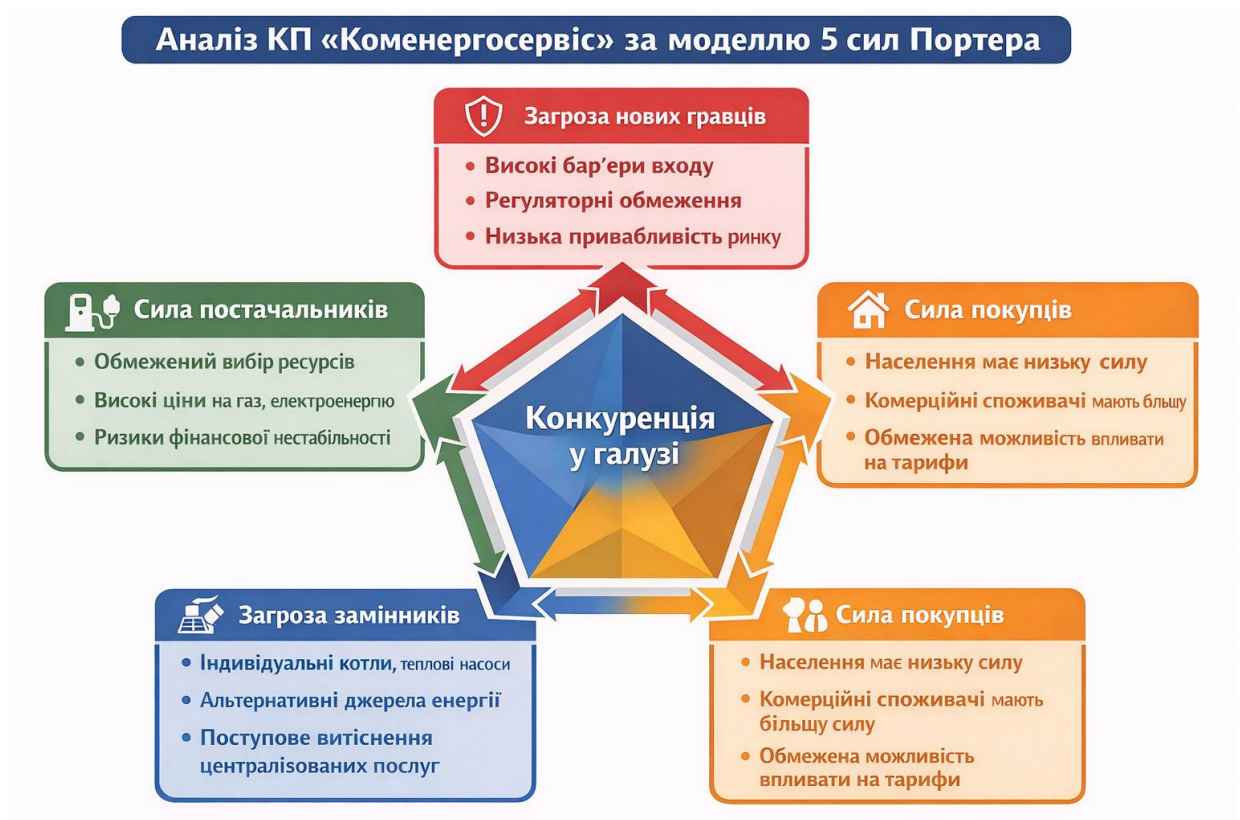 Аналіз КП «Коменергосервіс» за моделлю 5 сил Портера
Загроза нових гравців
• Високі бар’єри входу
• Регуляторні обмеження
• Низька привабливість ринку
Сила постачальників
• Обмежений вибір ресурсів
• Високі ціни на газ, електроенергю
• Ризики фінансової нестабільності
Сила покупців
• Населення має низьку силу
• Комерційні споживачі мають бльшу
• Обмежена можливість впливати
на тарифи
Конкуренція
у галузі
Загроза замінників
• Індивідуальні котли, теплові насоси
• Альтернативні джерела енергії
• Поступове витіснення
централізованих послуг
Сила покупців
• Населення має низьку силу
• Комерційні споживачі мають
більшу силу
• Обмежена можливість
впливати на тарифи